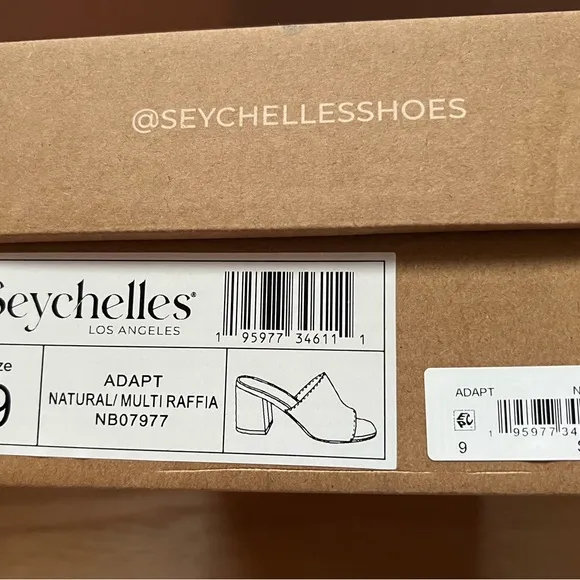 @SEYCHELLESSHOES
Seychelles®
LOS ANGELES
1 95977 34611 1
ze
9
ADAPT
NATURAL/ MULTI RAFFIA
NB07977
ADAPT N
1 95977 34
9 S